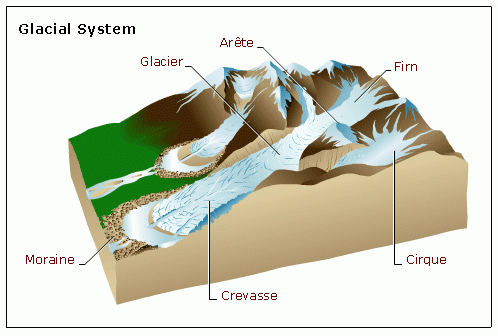 Glacial System
Arête
Glacier
Firn
Moraine
Cirque
Crevasse